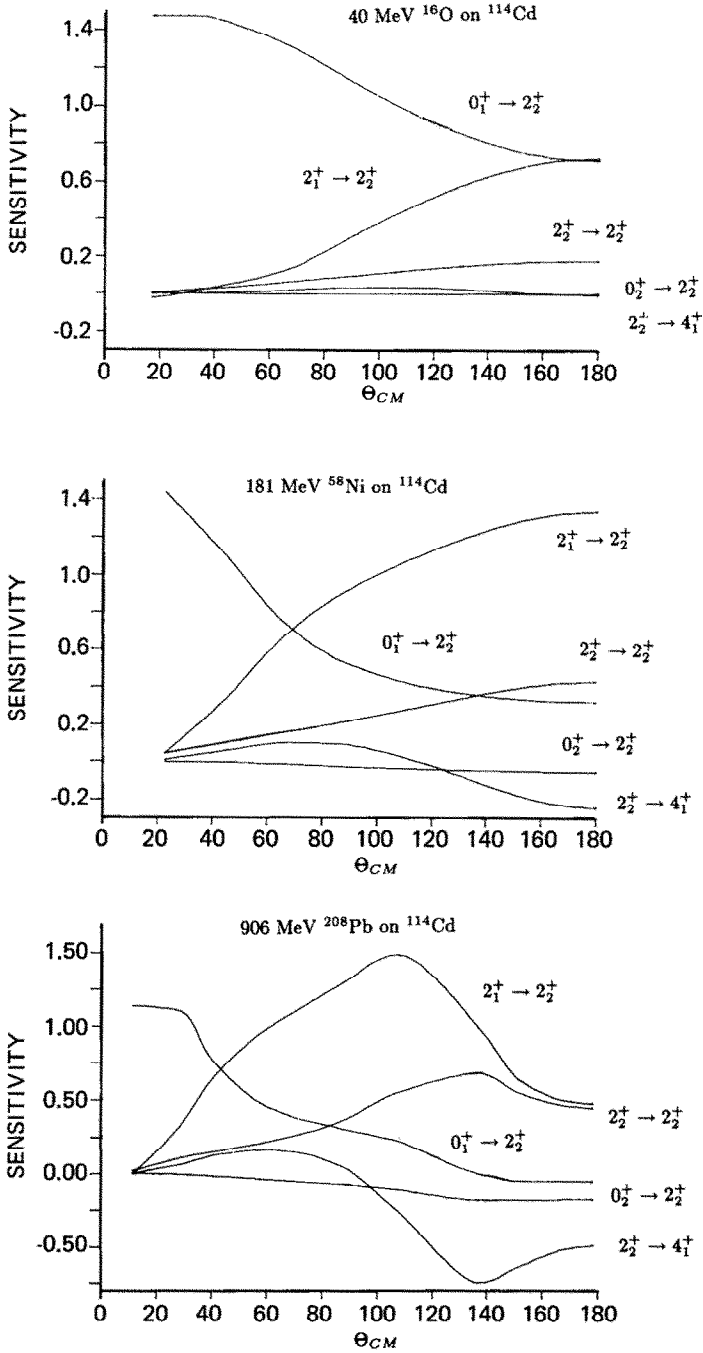 40 MeV ¹⁶O on ¹¹⁴Cd
SENSITIVITY
1.4
1.0
0.6
0.2
-0.2
0₁⁺ → 2₂⁺
2₁⁺ → 2₂⁺
2₂⁺ → 2₂⁺
0₂⁺ → 2₂⁺
2₂⁺ → 4₁⁺
0 20 40 60 80 100 120 140 160 180
Θ_CM
181 MeV ⁵⁸Ni on ¹¹⁴Cd
SENSITIVITY
1.4
1.0
0.6
0.2
-0.2
2₁⁺ → 2₂⁺
0₁⁺ → 2₂⁺
2₂⁺ → 2₂⁺
0₂⁺ → 2₂⁺
2₂⁺ → 4₁⁺
0 20 40 60 80 100 120 140 160 180
Θ_CM
906 MeV ²⁰⁸Pb on ¹¹⁴Cd
SENSITIVITY
1.50
1.00
0.50
0.00
-0.50
2₁⁺ → 2₂⁺
2₂⁺ → 2₂⁺
0₁⁺ → 2₂⁺
0₂⁺ → 2₂⁺
2₂⁺ → 4₁⁺
0 20 40 60 80 100 120 140 160 180
Θ_CM